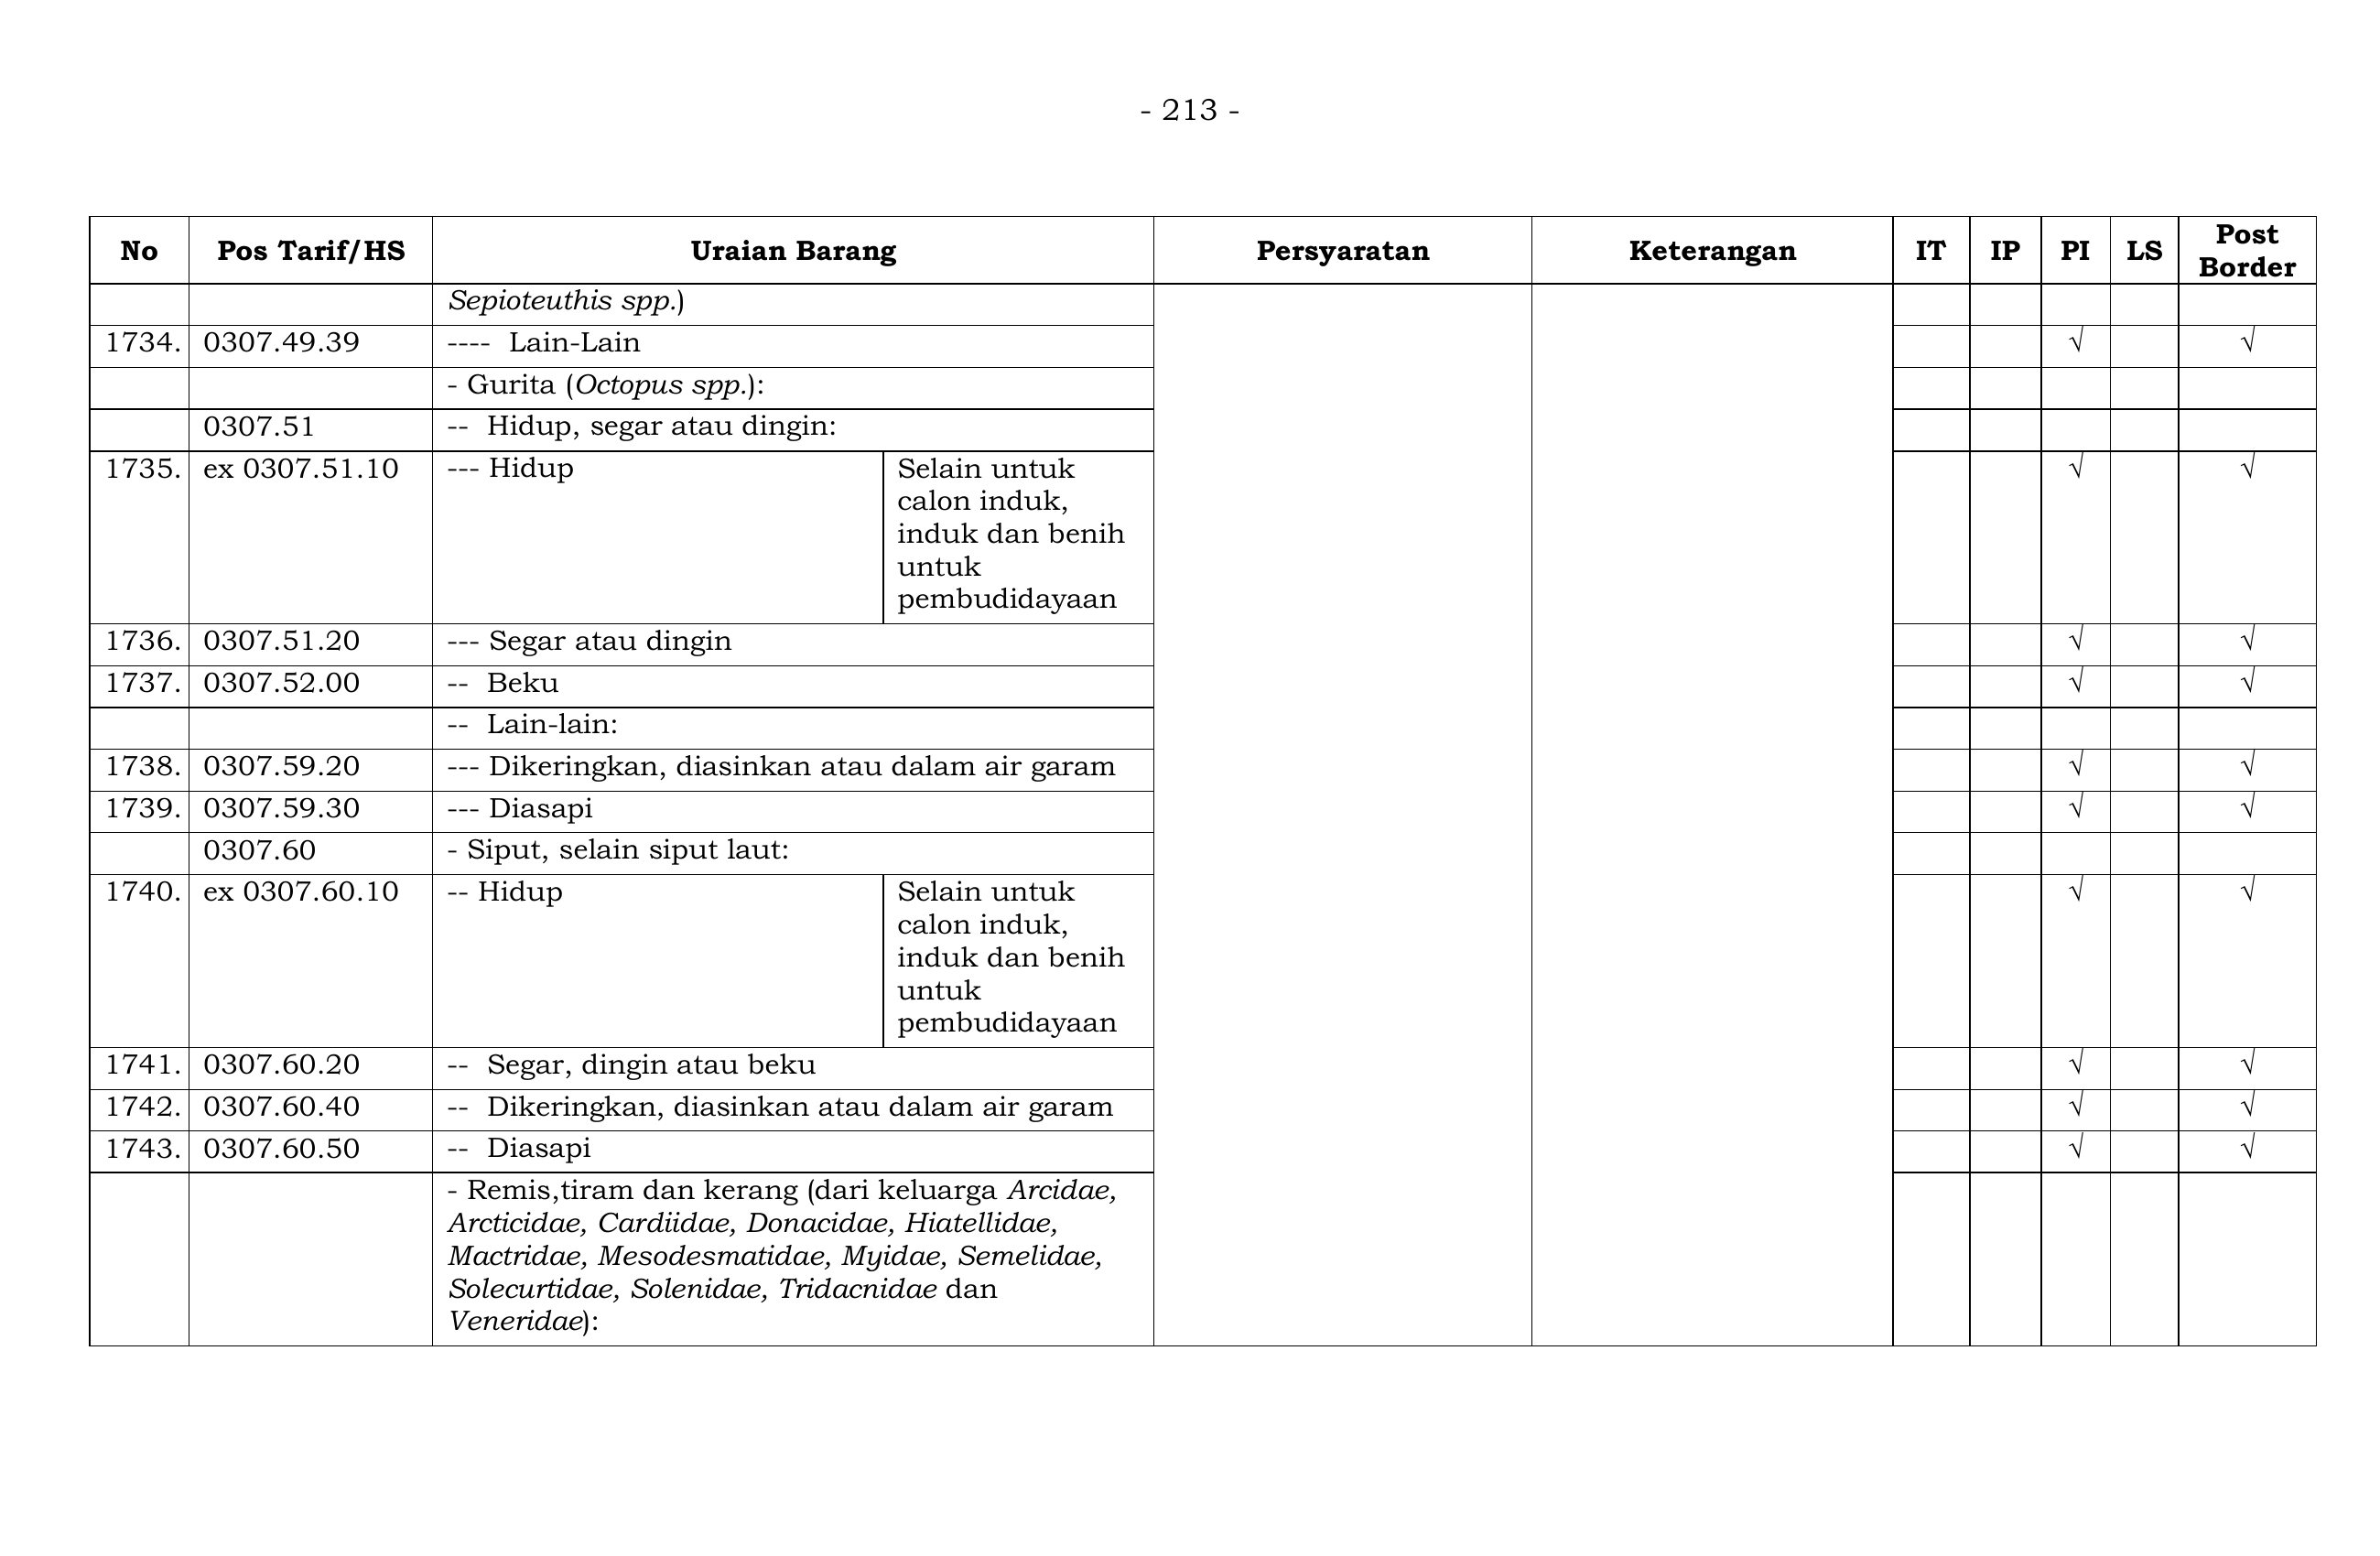 - 213 -
No Pos Tarif/HS Uraian Barang Persyaratan Keterangan IT IP PI LS Post Border
Sepioteuthis spp.)
1734. 0307.49.39 ---- Lain-Lain √ √
- Gurita (Octopus spp.):
0307.51 -- Hidup, segar atau dingin:
1735. ex 0307.51.10 --- Hidup Selain untuk √ √
calon induk,
induk dan benih
untuk
pembudidayaan
1736. 0307.51.20 --- Segar atau dingin √ √
1737. 0307.52.00 -- Beku √ √
-- Lain-lain:
1738. 0307.59.20 --- Dikeringkan, diasinkan atau dalam air garam √ √
1739. 0307.59.30 --- Diasapi √ √
0307.60 - Siput, selain siput laut:
1740. ex 0307.60.10 -- Hidup Selain untuk √ √
calon induk,
induk dan benih
untuk
pembudidayaan
1741. 0307.60.20 -- Segar, dingin atau beku √ √
1742. 0307.60.40 -- Dikeringkan, diasinkan atau dalam air garam √ √
1743. 0307.60.50 -- Diasapi √ √
- Remis,tiram dan kerang (dari keluarga Arcidae,
Arcticidae, Cardiidae, Donacidae, Hiatellidae,
Mactridae, Mesodesmatidae, Myidae, Semelidae,
Solecurtidae, Solenidae, Tridacnidae dan
Veneridae):